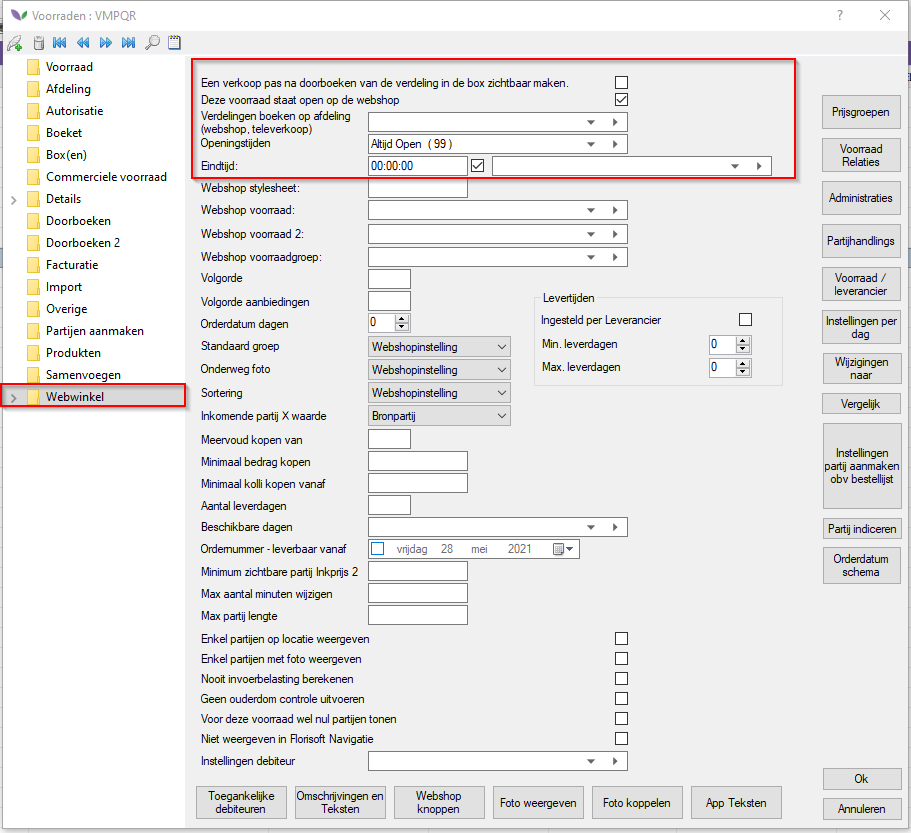 Voorraden : VMPQR
?
Voorraad
Afdeling
Autorisatie
Boeket
Box(en)
Commerciele voorraad
Details
Doorboeken
Doorboeken 2
Facturatie
Import
Overige
Partijen aanmaken
Produkten
Samenvoegen
Webwinkel
Een verkoop pas na doorboeken van de verdeling in de box zichtbaar maken.
Deze voorraad staat open op de webshop
Verdelingen boeken op afdeling
(webshop, televerkoop)
Openingstijden
Altijd Open ( 99 )
Eindtijd:
00:00:00
Webshop stylesheet:
Webshop voorraad:
Webshop voorraad 2:
Webshop voorraadgroep:
Volgorde
Volgorde aanbiedingen
Orderdatum dagen
0
Standaard groep
Webshopinstelling
Onderweg foto
Webshopinstelling
Sortering
Webshopinstelling
Inkomende partij X waarde
Bronpartij
Meervoud kopen van
Minimaal bedrag kopen
Minimaal kolli kopen vanaf
Aantal leverdagen
Beschikbare dagen
Ordernummer - leverbaar vanaf
vrijdag 28 mei 2021
Minimum zichtbare partij Inkprijs 2
Max aantal minuten wijzigen
Max partij lengte
Enkel partijen op locatie weergeven
Enkel partijen met foto weergeven
Nooit invoerbelasting berekenen
Geen ouderdom controle uitvoeren
Voor deze voorraad wel nul partijen tonen
Niet weergeven in Florisoft Navigatie
Instellingen debiteur
Levertijden
Ingesteld per Leverancier
Min. leverdagen
0
Max. leverdagen
0
Toegankelijke
debiteuren
Omschrijvingen en
Teksten
Webshop
knoppen
Foto weergeven
Foto koppelen
App Teksten
Prijsgroepen
Voorraad
Relaties
Administraties
Partijhandlings
Voorraad /
leverancier
Instellingen per
dag
Wijzigingen
naar
Vergelijk
Instellingen
partij aanmaken
obv bestellijst
Partij indiceren
Orderdatum
schema
Ok
Annuleren